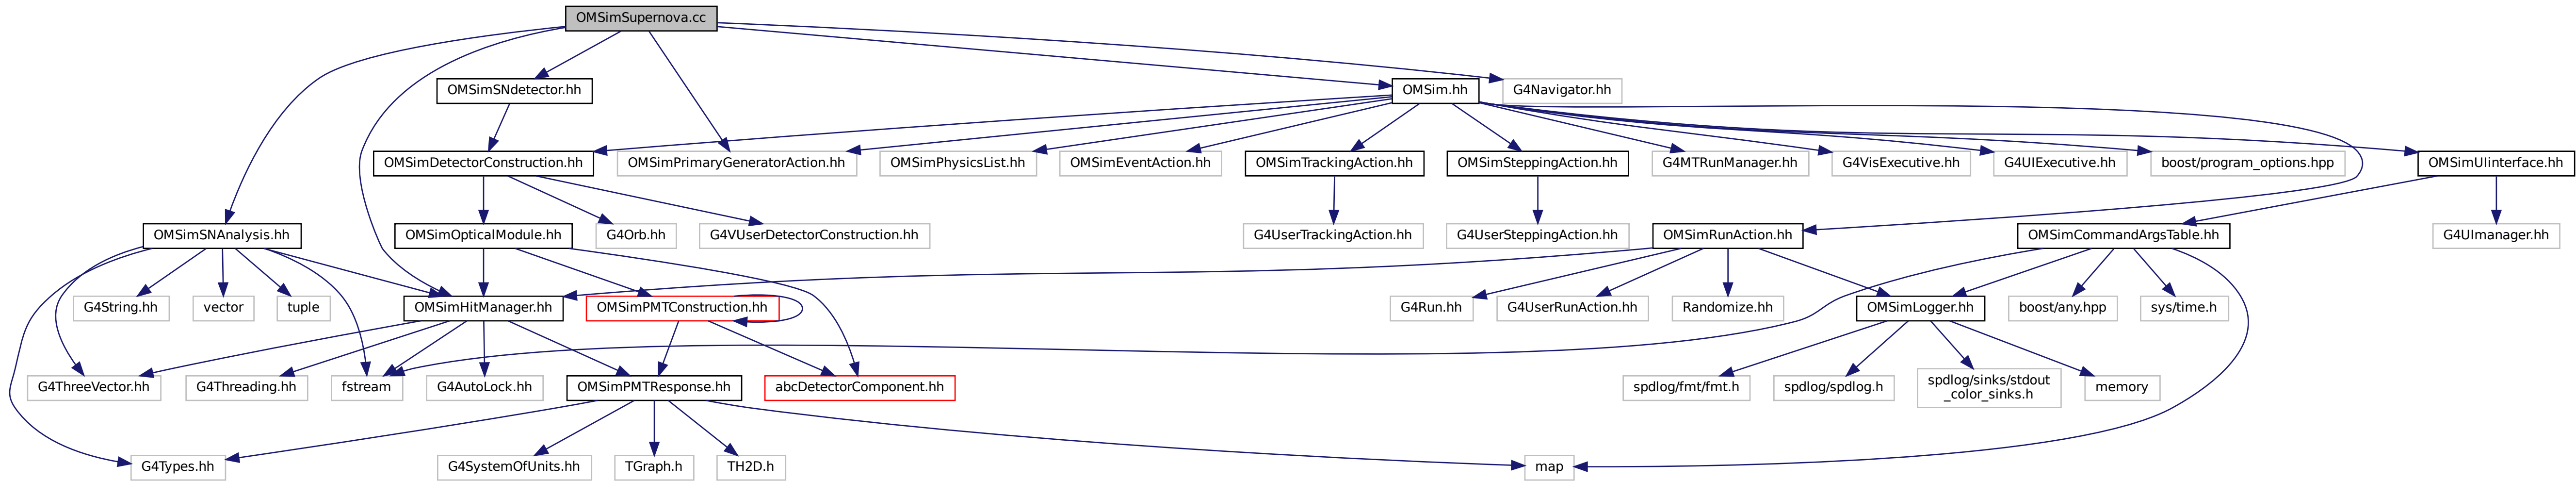 OMSimSupernova.cc
OMSimSNdetector.hh
OMSim.hh
G4Navigator.hh
OMSimDetectorConstruction.hh
OMSimPrimaryGeneratorAction.hh
OMSimPhysicsList.hh
OMSimEventAction.hh
OMSimTrackingAction.hh
OMSimSteppingAction.hh
G4MTRunManager.hh
G4VisExecutive.hh
G4UIExecutive.hh
boost/program_options.hpp
OMSimUIinterface.hh
OMSimSNAnalysis.hh
OMSimOpticalModule.hh
G4Orb.hh
G4VUserDetectorConstruction.hh
G4UserTrackingAction.hh
G4UserSteppingAction.hh
OMSimRunAction.hh
OMSimCommandArgsTable.hh
G4UImanager.hh
G4String.hh
vector
tuple
OMSimHitManager.hh
OMSimPMTConstruction.hh
G4Run.hh
G4UserRunAction.hh
Randomize.hh
OMSimLogger.hh
boost/any.hpp
sys/time.h
G4ThreeVector.hh
G4Threading.hh
fstream
G4AutoLock.hh
OMSimPMTResponse.hh
abcDetectorComponent.hh
spdlog/fmt/fmt.h
spdlog/spdlog.h
spdlog/sinks/stdout
_color_sinks.h
memory
G4Types.hh
G4SystemOfUnits.hh
TGraph.h
TH2D.h
map